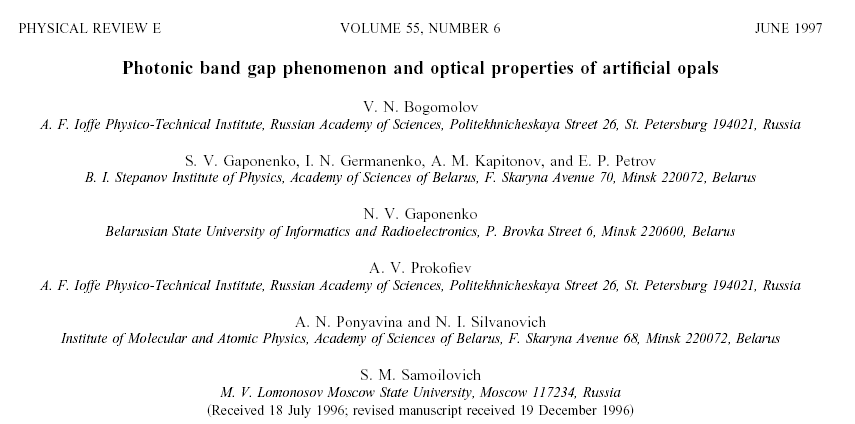 PHYSICAL REVIEW E VOLUME 55, NUMBER 6 JUNE 1997
Photonic band gap phenomenon and optical properties of artificial opals
V. N. Bogomolov
A. F. Ioffe Physico-Technical Institute, Russian Academy of Sciences, Politekhnicheskaya Street 26, St. Petersburg 194021, Russia
S. V. Gaponenko, I. N. Germanenko, A. M. Kapitonov, and E. P. Petrov
B. I. Stepanov Institute of Physics, Academy of Sciences of Belarus, F. Skaryna Avenue 70, Minsk 220072, Belarus
N. V. Gaponenko
Belarusian State University of Informatics and Radioelectronics, P. Brovka Street 6, Minsk 220600, Belarus
A. V. Prokofiev
A. F. Ioffe Physico-Technical Institute, Russian Academy of Sciences, Politekhnicheskaya Street 26, St. Petersburg 194021, Russia
A. N. Ponyavina and N. I. Silvanovich
Institute of Molecular and Atomic Physics, Academy of Sciences of Belarus, F. Skaryna Avenue 68, Minsk 220072, Belarus
S. M. Samoilovich
M. V. Lomonosov Moscow State University, Moscow 117234, Russia
(Received 18 July 1996; revised manuscript received 19 December 1996)